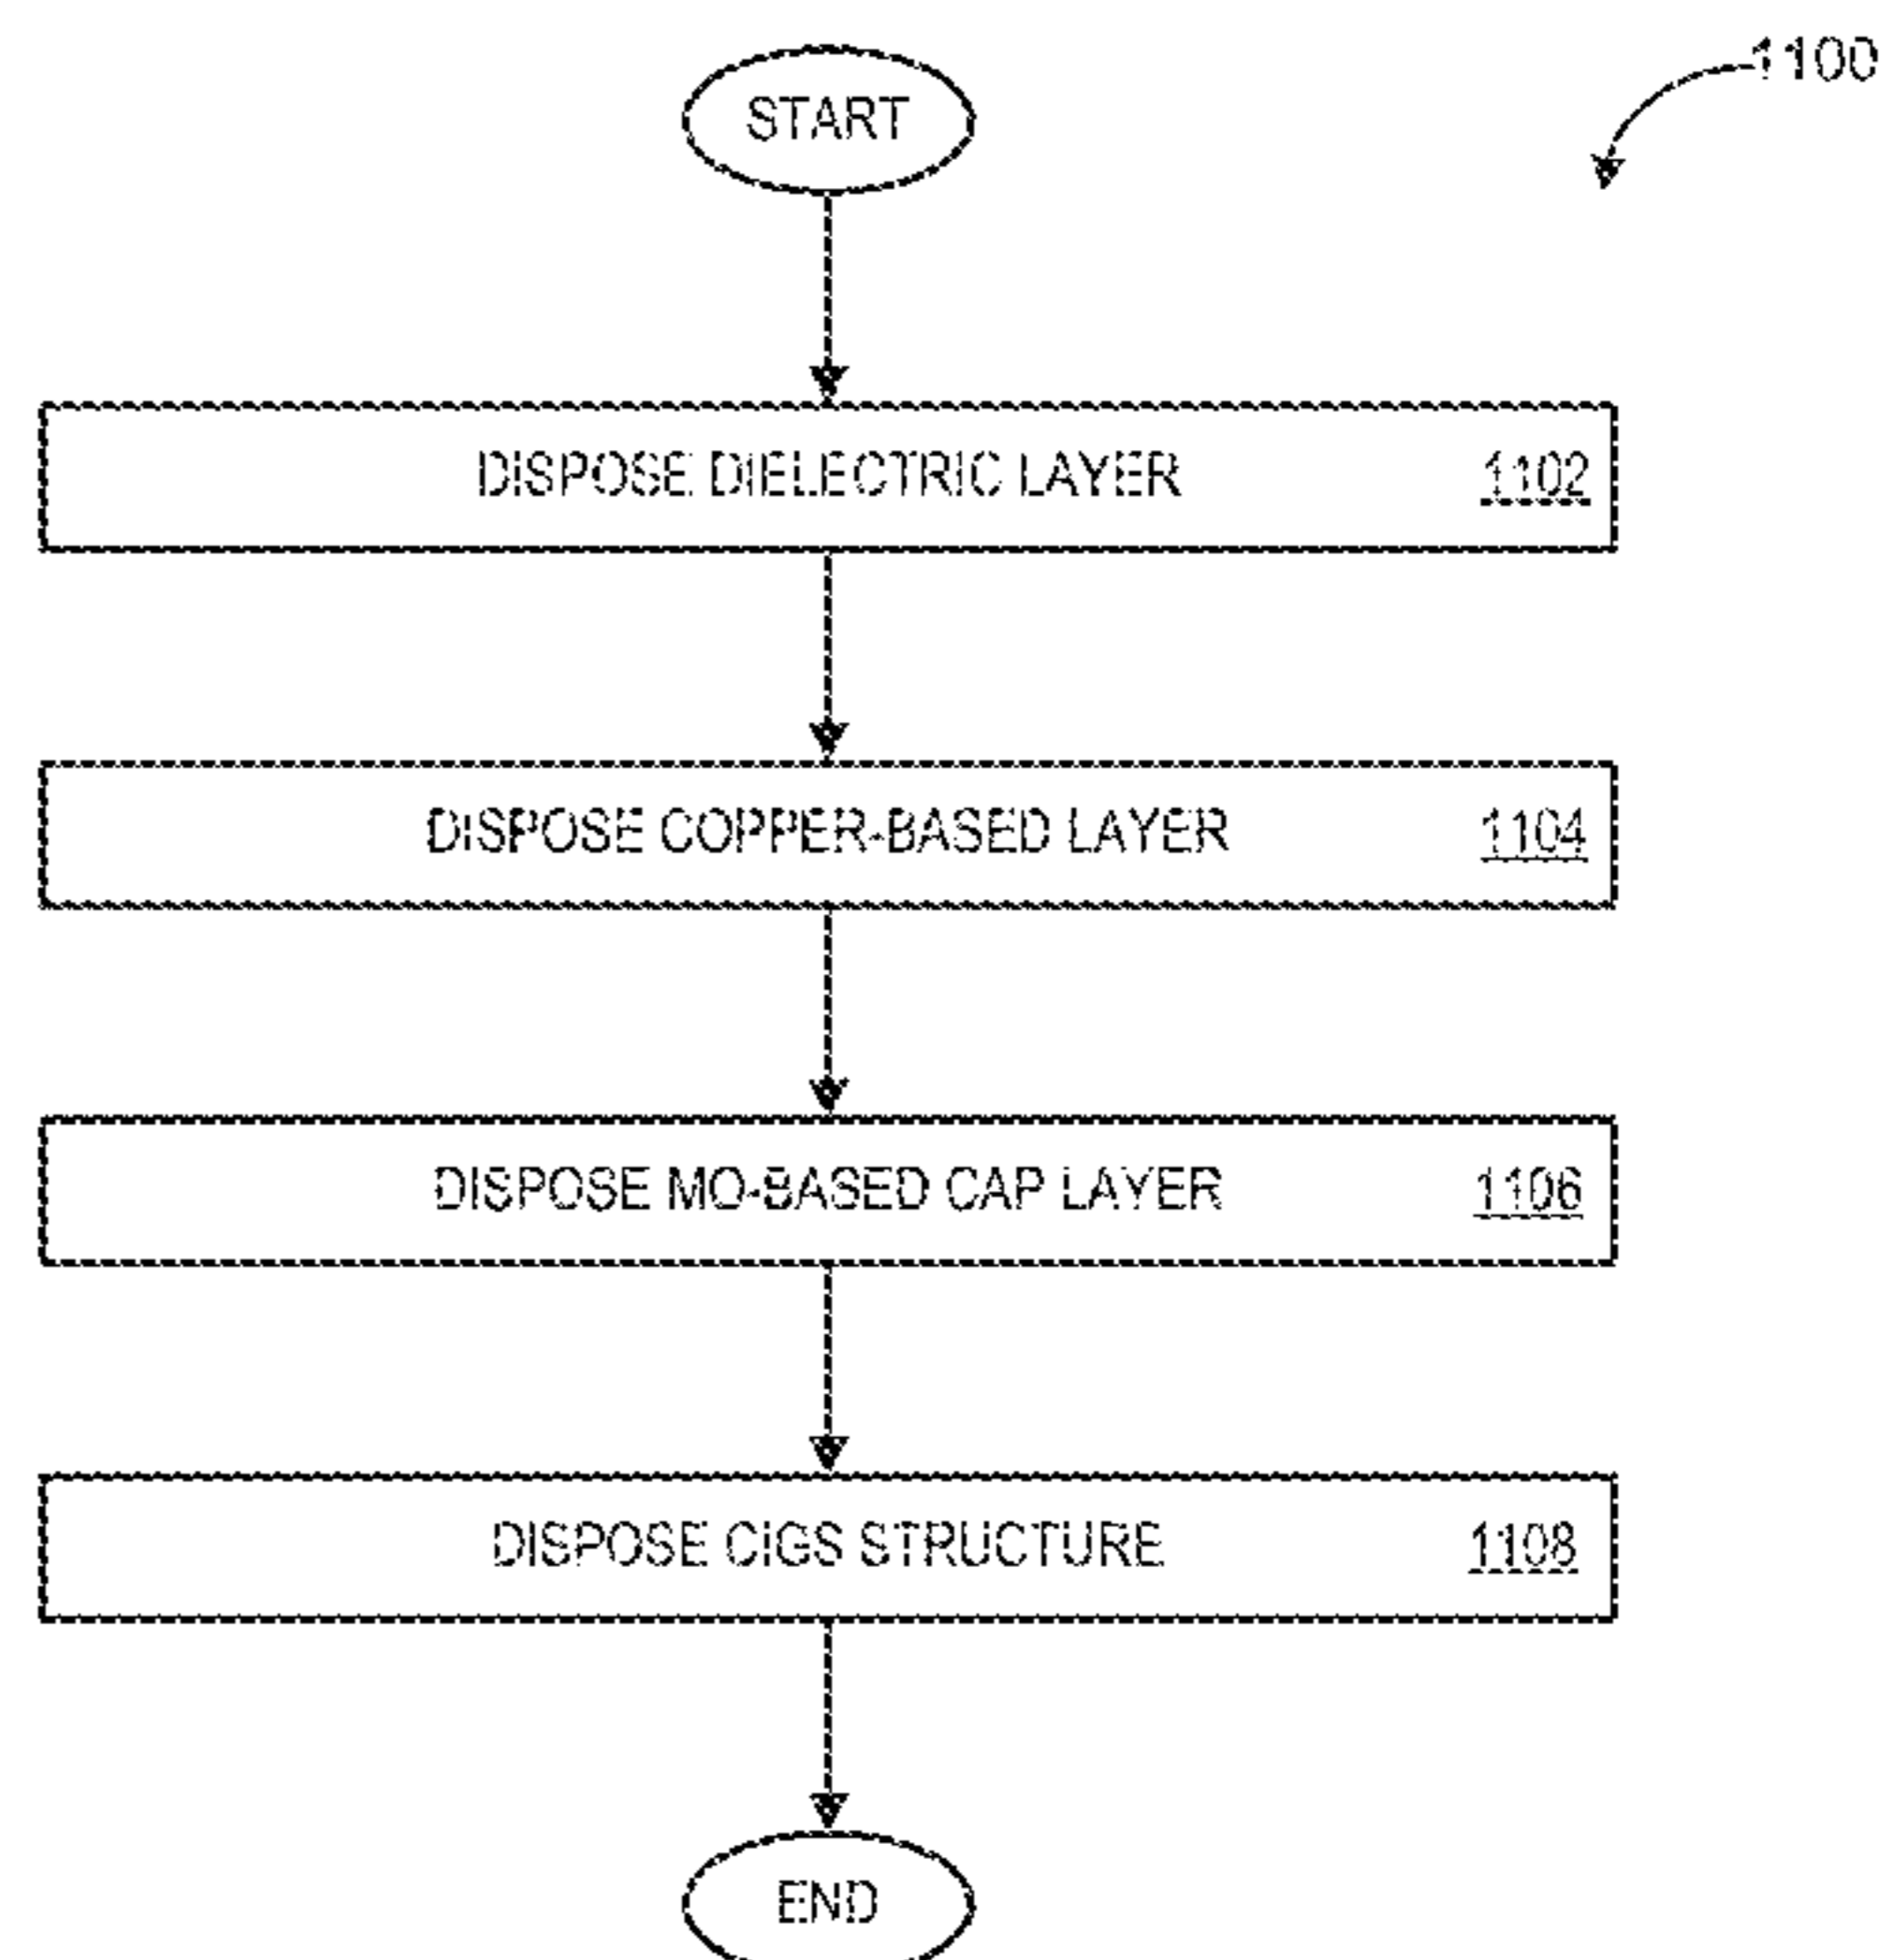 START
1100
DISPOSE DIELECTRIC LAYER 1102
DISPOSE COPPER-BASED LAYER 1104
DISPOSE MO-BASED CAP LAYER 1106
DISPOSE CIGS STRUCTURE 1108
END